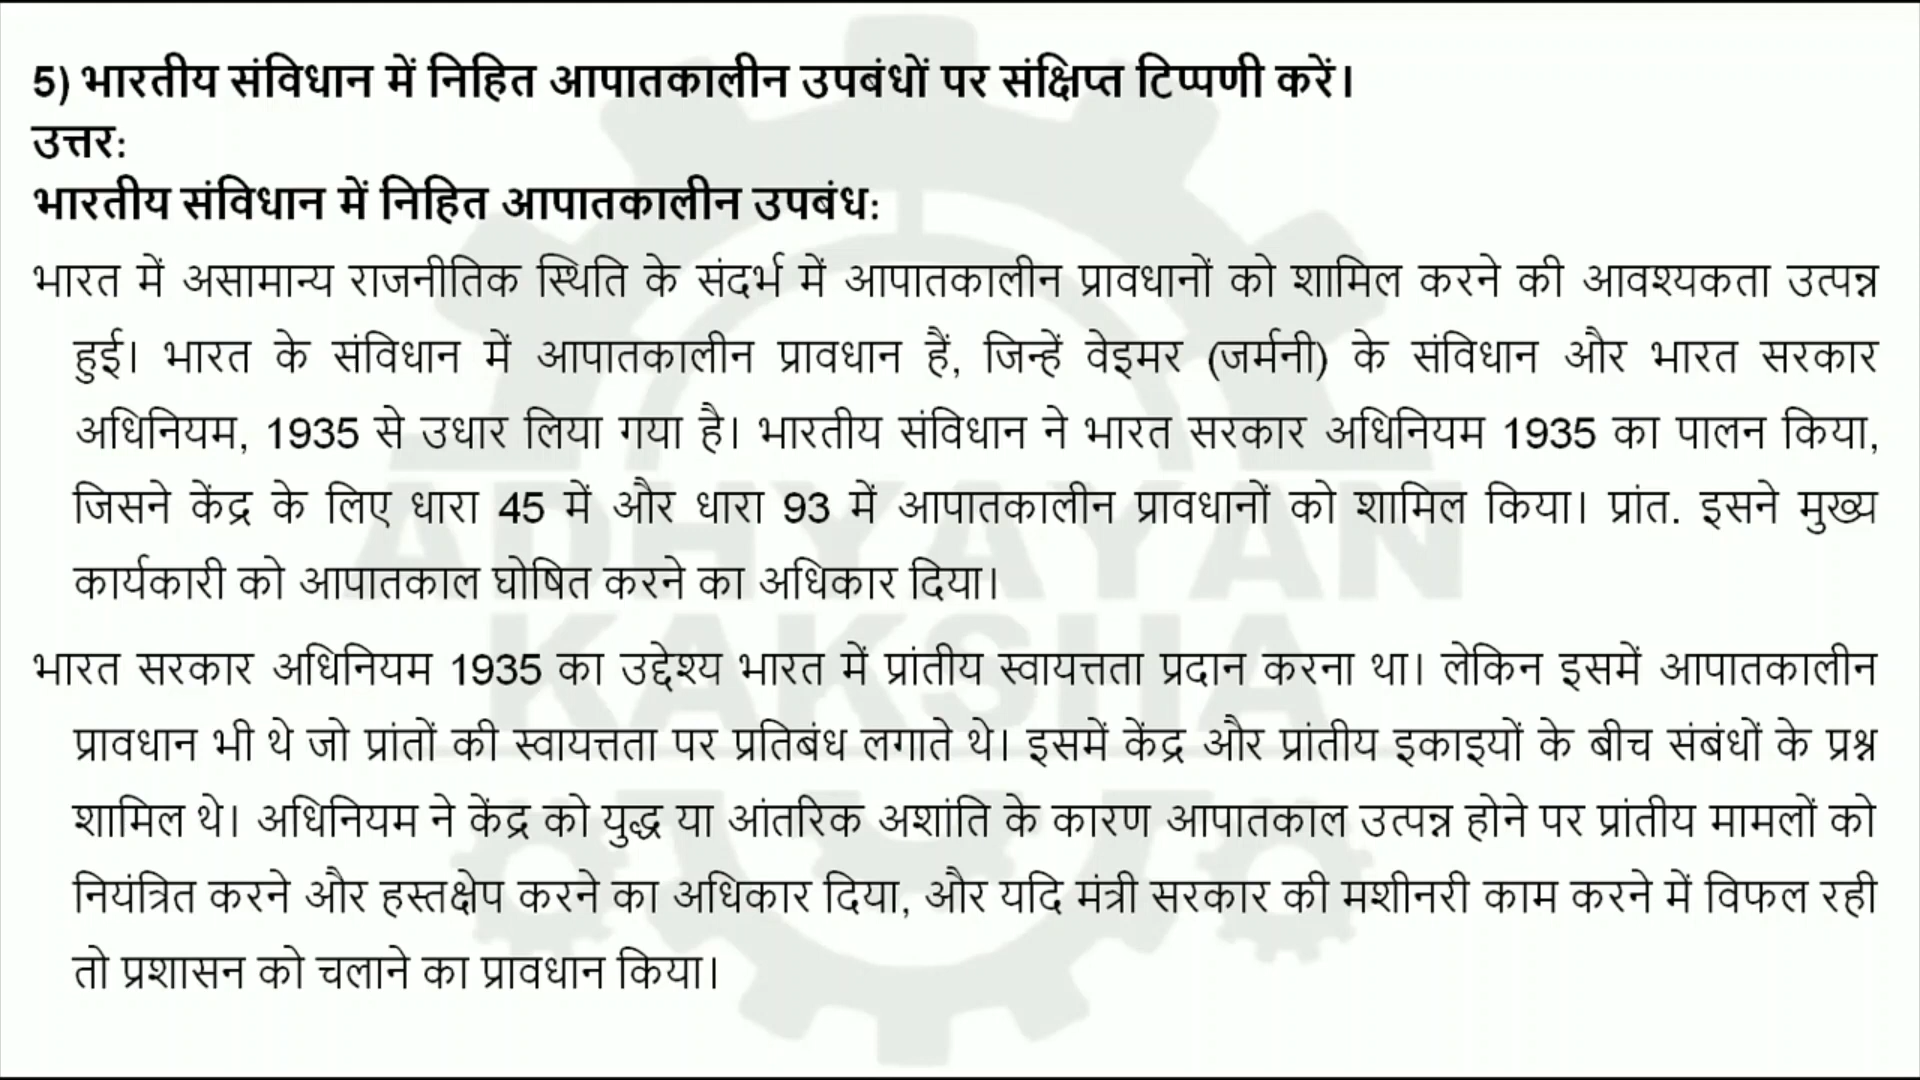 5) भारतीय संविधान में निहित आपातकालीन उपबंधों पर संक्षिप्त टिप्पणी करें।
उत्तर:
भारतीय संविधान में निहित आपातकालीन उपबंध:
भारत में असामान्य राजनीतिक स्थिति के संदर्भ में आपातकालीन प्रावधानों को शामिल करने की आवश्यकता उत्पन्न
हुई। भारत के संविधान में आपातकालीन प्रावधान हैं, जिन्हें वेइमर (जर्मनी) के संविधान और भारत सरकार
अधिनियम, 1935 से उधार लिया गया है। भारतीय संविधान ने भारत सरकार अधिनियम 1935 का पालन किया,
जिसने केंद्र के लिए धारा 45 में और धारा 93 में आपातकालीन प्रावधानों को शामिल किया। प्रांत. इसने मुख्य
कार्यकारी को आपातकाल घोषित करने का अधिकार दिया।
भारत सरकार अधिनियम 1935 का उद्देश्य भारत में प्रांतीय स्वायत्तता प्रदान करना था। लेकिन इसमें आपातकालीन
प्रावधान भी थे जो प्रांतों की स्वायत्तता पर प्रतिबंध लगाते थे। इसमें केंद्र और प्रांतीय इकाइयों के बीच संबंधों के प्रश्न
शामिल थे। अधिनियम ने केंद्र को युद्ध या आंतरिक अशांति के कारण आपातकाल उत्पन्न होने पर प्रांतीय मामलों को
नियंत्रित करने और हस्तक्षेप करने का अधिकार दिया, और यदि मंत्री सरकार की मशीनरी काम करने में विफल रही
तो प्रशासन को चलाने का प्रावधान किया।
ADHYAYAN
KAKSHA